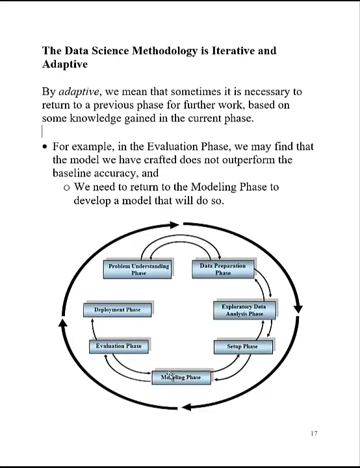 The Data Science Methodology is Iterative and
Adaptive
By adaptive, we mean that sometimes it is necessary to
return to a previous phase for further work, based on
some knowledge gained in the current phase.
• For example, in the Evaluation Phase, we may find that
the model we have crafted does not outperform the
baseline accuracy, and
o We need to return to the Modeling Phase to
develop a model that will do so.
Problem Understanding
Phase
Data Preparation
Phase
Deployment Phase
Exploratory Data
Analysis Phase
Evaluation Phase
Setup Phase
Modeling Phase
17